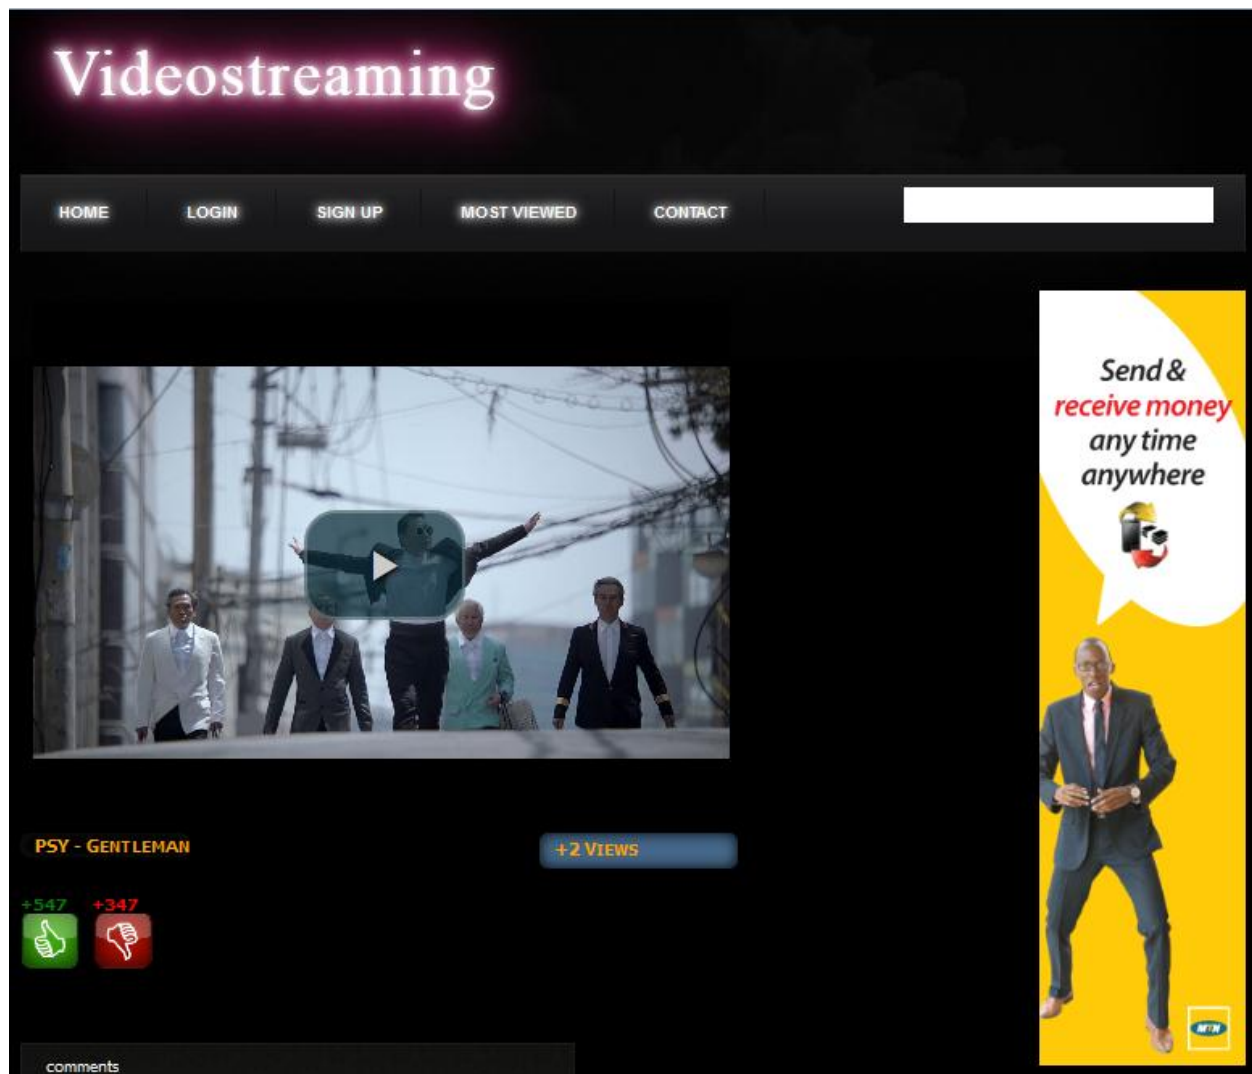 Videostreaming
HOME LOGIN SIGN UP MOST VIEWED CONTACT
Send &
receive money
any time
anywhere
PSY - GENTLEMAN
+2 VIEWS
+547 +347
MTN
comments